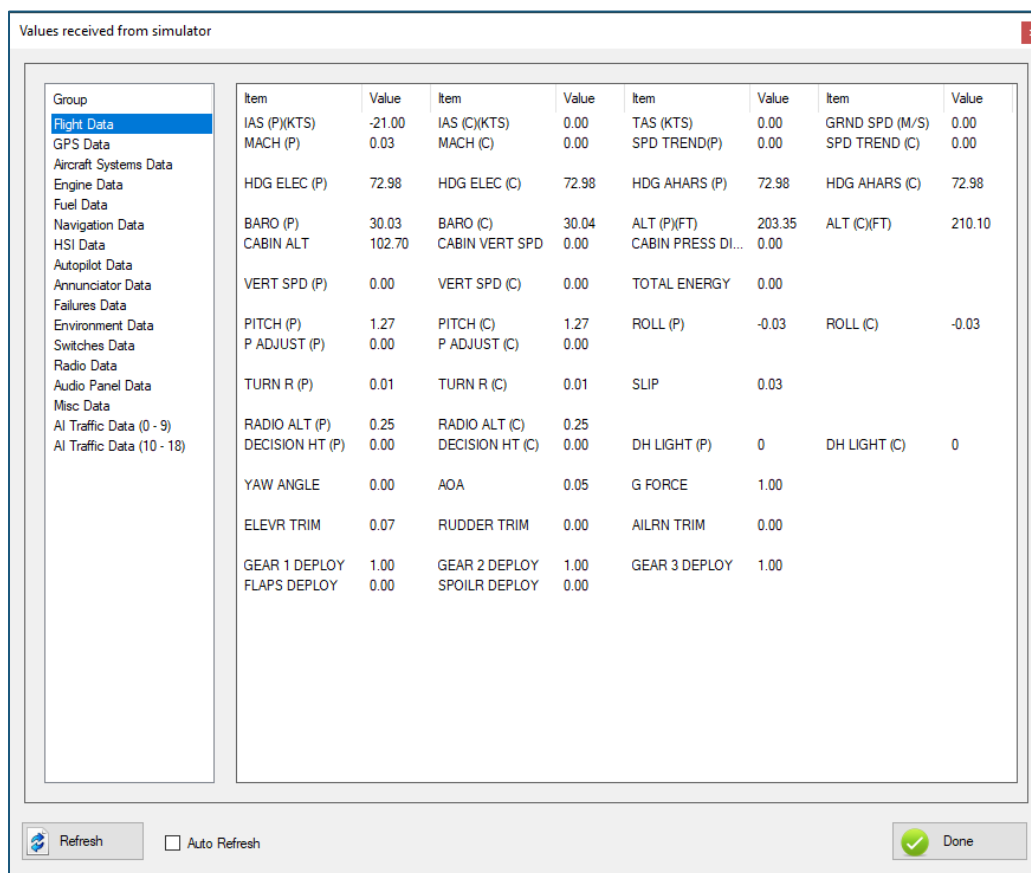 Values received from simulator
Group
Flight Data
GPS Data
Aircraft Systems Data
Engine Data
Fuel Data
Navigation Data
HSI Data
Autopilot Data
Annunciator Data
Failures Data
Environment Data
Switches Data
Radio Data
Audio Panel Data
Misc Data
AI Traffic Data (0 - 9)
AI Traffic Data (10 - 18)
Item Value Item Value Item Value Item Value
IAS (P)(KTS) -21.00 IAS (C)(KTS) 0.00 TAS (KTS) 0.00 GRND SPD (M/S) 0.00
MACH (P) 0.03 MACH (C) 0.00 SPD TREND(P) 0.00 SPD TREND (C) 0.00
HDG ELEC (P) 72.98 HDG ELEC (C) 72.98 HDG AHARS (P) 72.98 HDG AHARS (C) 72.98
BARO (P) 30.03 BARO (C) 30.04 ALT (P)(FT) 203.35 ALT (C)(FT) 210.10
CABIN ALT 102.70 CABIN VERT SPD 0.00 CABIN PRESS DI... 0.00
VERT SPD (P) 0.00 VERT SPD (C) 0.00 TOTAL ENERGY 0.00
PITCH (P) 1.27 PITCH (C) 1.27 ROLL (P) -0.03 ROLL (C) -0.03
P ADJUST (P) 0.00 P ADJUST (C) 0.00
TURN R (P) 0.01 TURN R (C) 0.01 SLIP 0.03
RADIO ALT (P) 0.25 RADIO ALT (C) 0.25
DECISION HT (P) 0.00 DECISION HT (C) 0.00 DH LIGHT (P) 0 DH LIGHT (C) 0
YAW ANGLE 0.00 AOA 0.05 G FORCE 1.00
ELEVR TRIM 0.07 RUDDER TRIM 0.00 AILRN TRIM 0.00
GEAR 1 DEPLOY 1.00 GEAR 2 DEPLOY 1.00 GEAR 3 DEPLOY 1.00
FLAPS DEPLOY 0.00 SPOILR DEPLOY 0.00
Refresh
Auto Refresh
Done